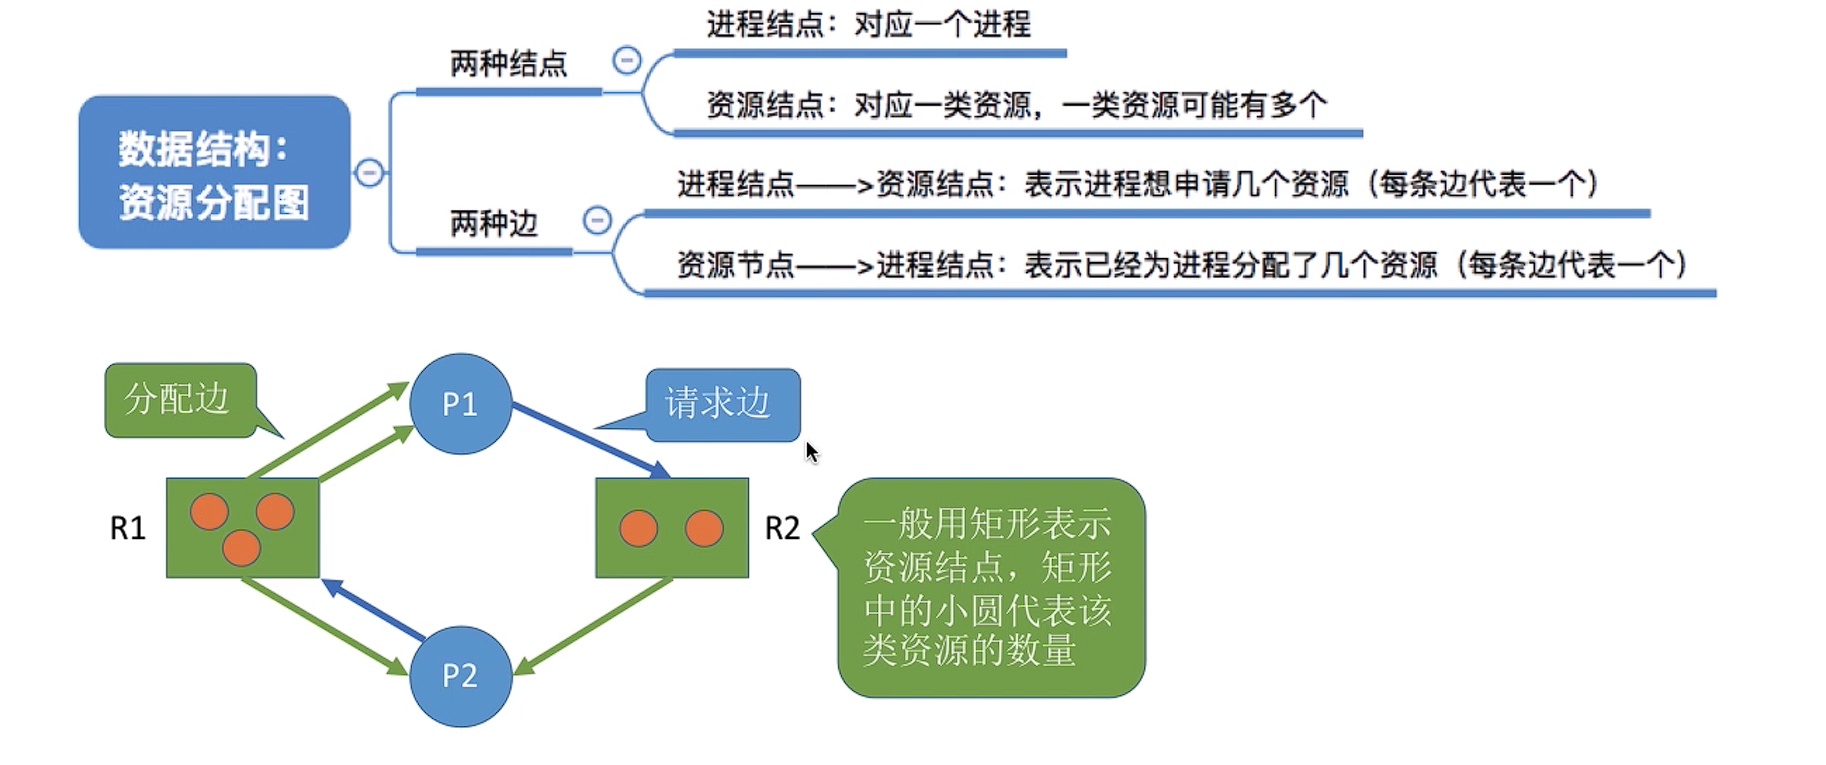 数据结构：
资源分配图
两种结点
进程结点：对应一个进程
资源结点：对应一类资源，一类资源可能有多个
两种边
进程结点——>资源结点：表示进程想申请几个资源（每条边代表一个）
资源节点——>进程结点：表示已经为进程分配了几个资源（每条边代表一个）
分配边
P1
请求边
R1
R2
一般用矩形表示
资源结点，矩形
中的小圆代表该
类资源的数量
P2